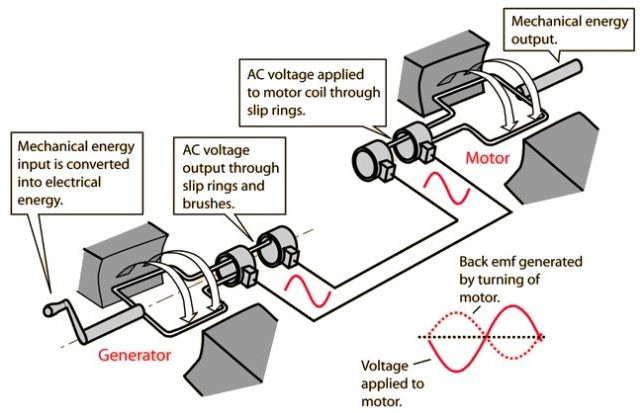 Mechanical energy
output.
AC voltage applied
to motor coil through
slip rings.
Mechanical energy
input is converted
into electrical
energy.
AC voltage
output through
slip rings and
brushes.
Motor
Generator
Back emf generated
by turning of
motor.
Voltage
applied to
motor.